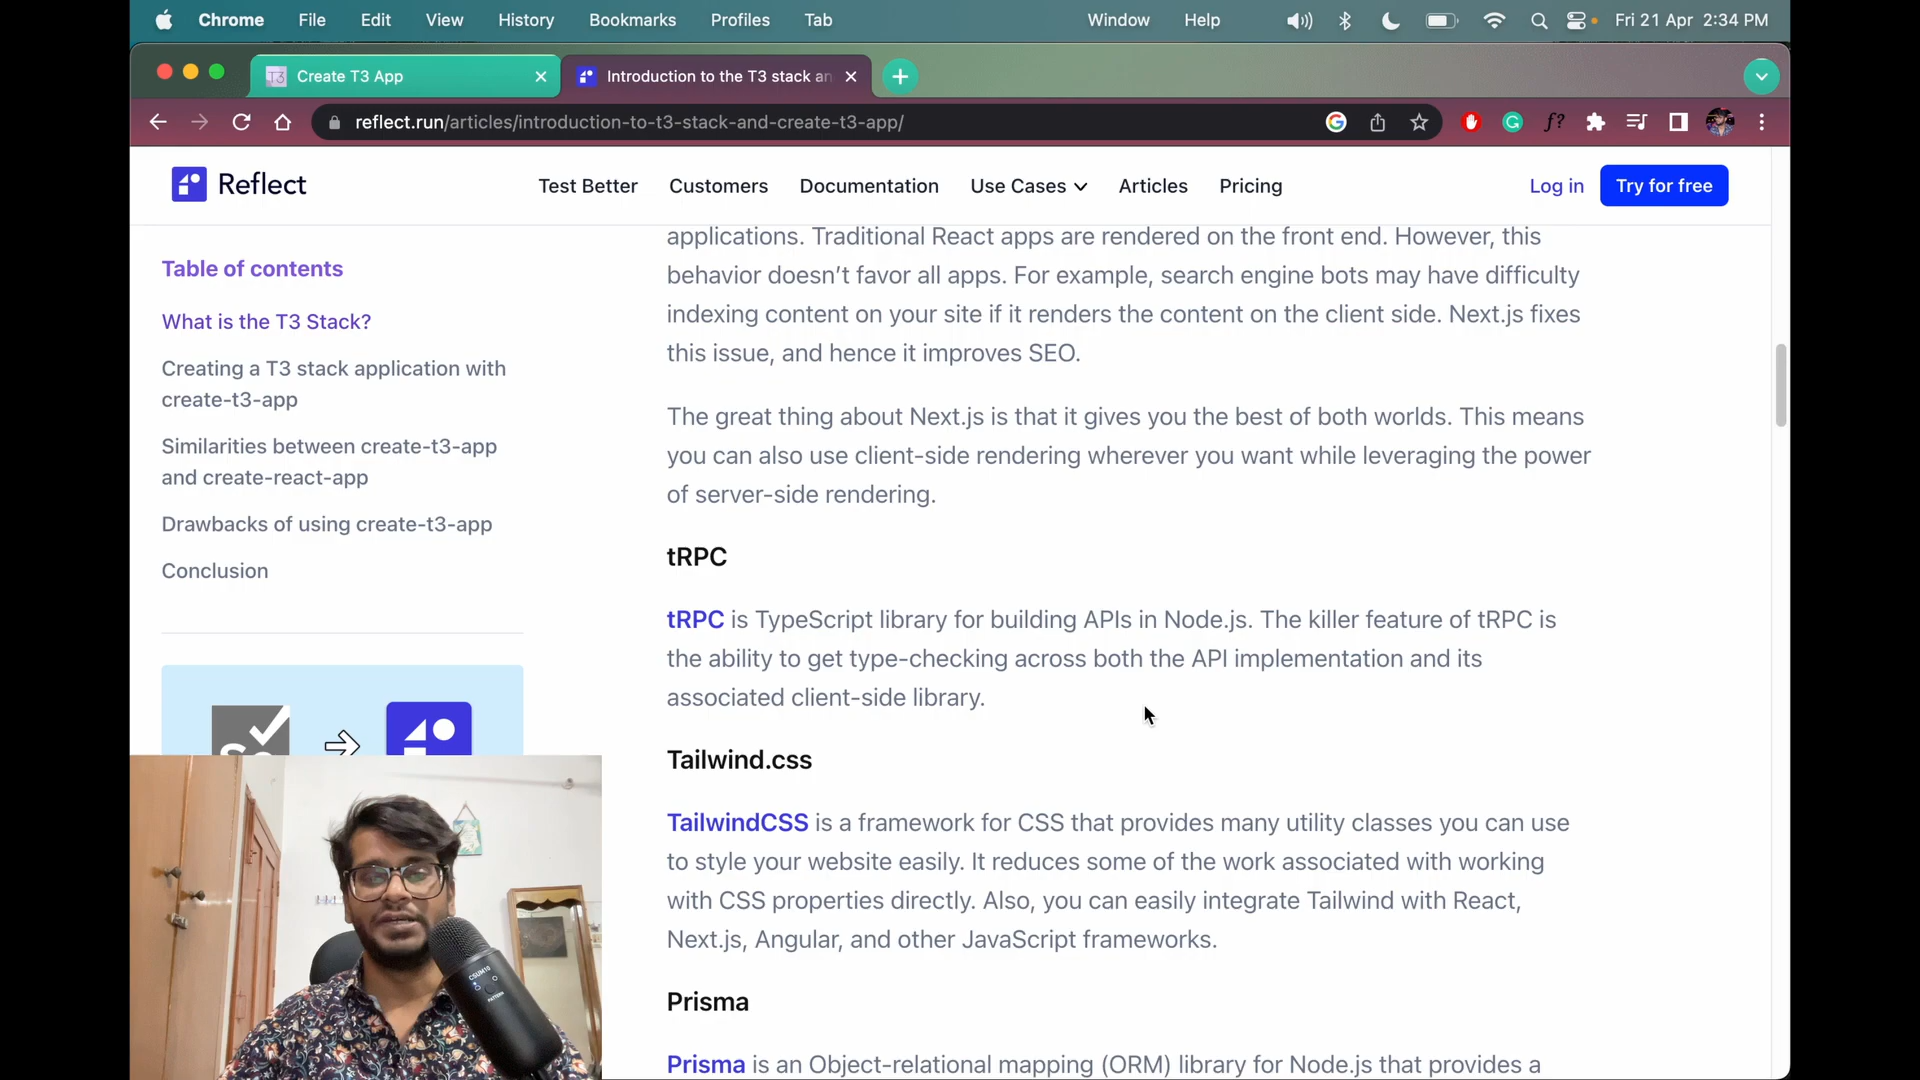 Chrome File Edit View History Bookmarks Profiles Tab Window Help Fri 21 Apr 2:34 PM
T3 Create T3 App
Introduction to the T3 stack an
reflect.run/articles/introduction-to-t3-stack-and-create-t3-app/
Reflect
Test Better Customers Documentation Use Cases Articles Pricing Log in Try for free
Table of contents
What is the T3 Stack?
Creating a T3 stack application with
create-t3-app
Similarities between create-t3-app
and create-react-app
Drawbacks of using create-t3-app
Conclusion
applications. Traditional React apps are rendered on the front end. However, this
behavior doesn’t favor all apps. For example, search engine bots may have difficulty
indexing content on your site if it renders the content on the client side. Next.js fixes
this issue, and hence it improves SEO.
The great thing about Next.js is that it gives you the best of both worlds. This means
you can also use client-side rendering wherever you want while leveraging the power
of server-side rendering.
tRPC
tRPC is TypeScript library for building APIs in Node.js. The killer feature of tRPC is
the ability to get type-checking across both the API implementation and its
associated client-side library.
Tailwind.css
TailwindCSS is a framework for CSS that provides many utility classes you can use
to style your website easily. It reduces some of the work associated with working
with CSS properties directly. Also, you can easily integrate Tailwind with React,
Next.js, Angular, and other JavaScript frameworks.
Prisma
Prisma is an Object-relational mapping (ORM) library for Node.js that provides a